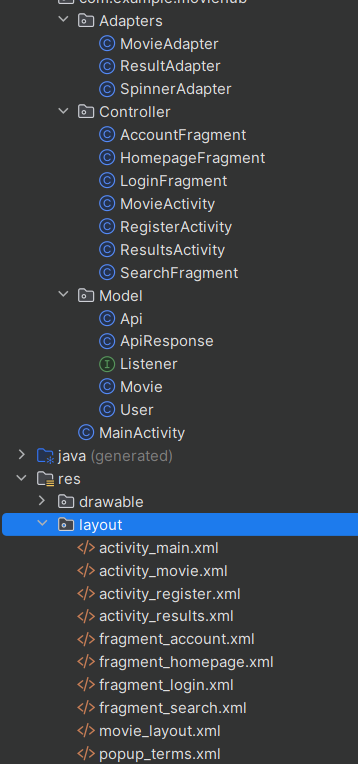 com.example.moviehub
Adapters
MovieAdapter
ResultAdapter
SpinnerAdapter
Controller
AccountFragment
HomepageFragment
LoginFragment
MovieActivity
RegisterActivity
ResultsActivity
SearchFragment
Model
Api
ApiResponse
Listener
Movie
User
MainActivity
java (generated)
res
drawable
layout
activity_main.xml
activity_movie.xml
activity_register.xml
activity_results.xml
fragment_account.xml
fragment_homepage.xml
fragment_login.xml
fragment_search.xml
movie_layout.xml
popup_terms.xml